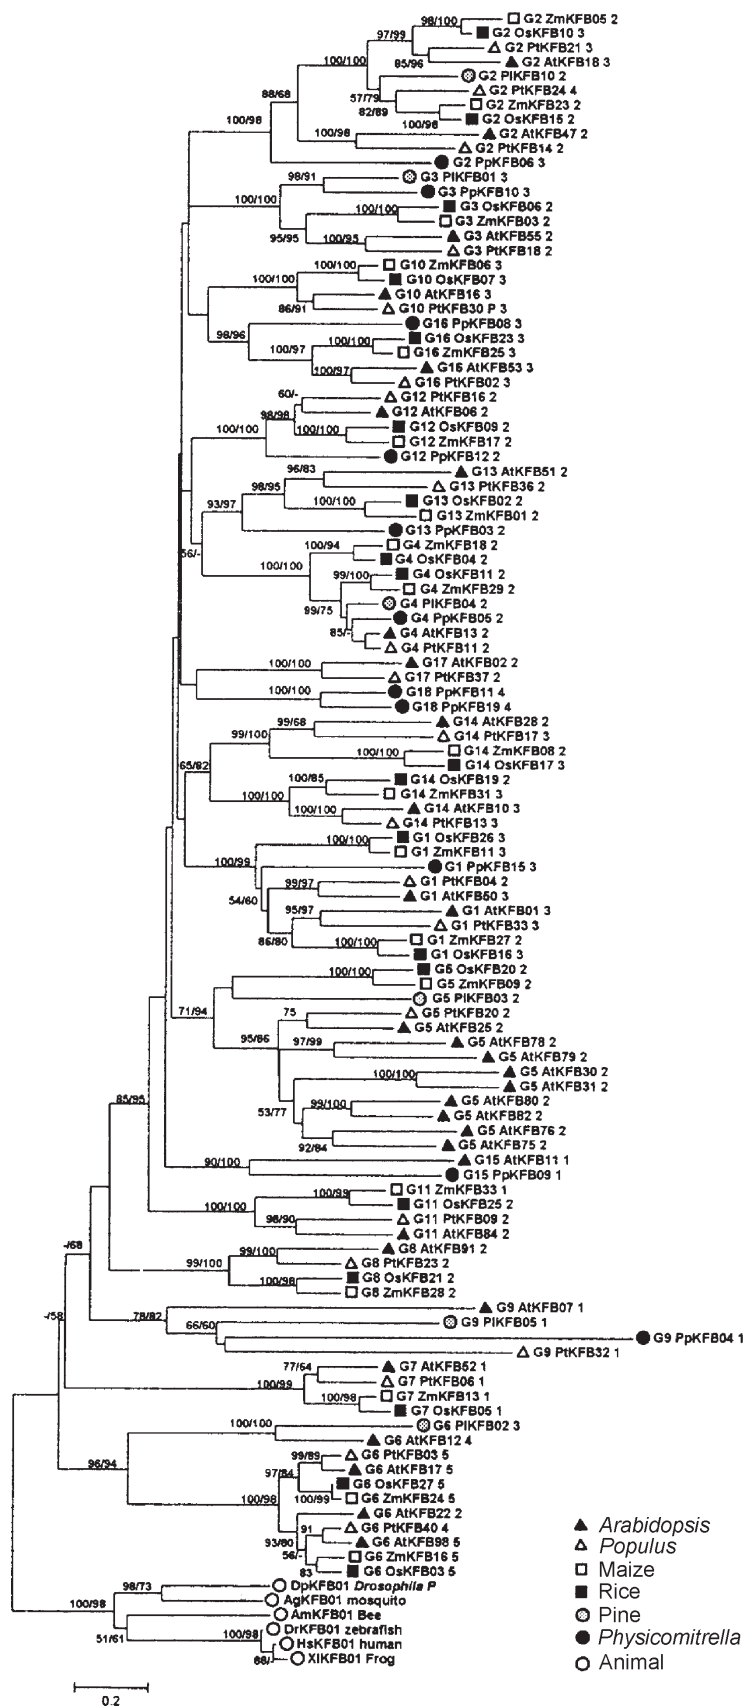 98/100
G2 ZmKFB05 2
97/99
G2 OsKFB10 3
G2 PtKFB21 3
100/100
85/96
G2 AtKFB18 3
G2 PIKFB10 2
88/68
57/79
G2 PtKFB24 4
82/89
G2 ZmKFB23 2
100/98
G2 OsKFB15 2
100/98
100/98
G2 AtKFB47 2
G2 PtKFB14 2
G2 PpKFB06 3
98/91
G3 PIKFB01 3
G3 PpKFB10 3
100/100
100/100
G3 OsKFB06 2
G3 ZmKFB03 2
95/95
100/95
G3 AtKFB55 2
G3 PtKFB18 2
100/100
G10 ZmKFB06 3
100/100
G10 OsKFB07 3
G10 AtKFB16 3
86/91
G10 PtKFB30 P 3
G16 PpKFB08 3
98/96
100/100
G16 OsKFB23 3
100/97
G16 ZmKFB25 3
100/97
G16 AtKFB53 3
G16 PtKFB02 3
60/-
G12 PtKFB16 2
98/98
G12 AtKFB06 2
100/100
100/100
G12 OsKFB09 2
G12 ZmKFB17 2
G12 PpKFB12 2
96/83
G13 AtKFB51 2
98/95
G13 PtKFB36 2
93/97
100/100
G13 OsKFB02 2
G13 ZmKFB01 2
G13 PpKFB03 2
56/-
100/94
G4 ZmKFB18 2
G4 OsKFB04 2
100/100
99/100
G4 OsKFB11 2
G4 ZmKFB29 2
99/75
G4 PIKFB04 2
G4 PpKFB05 2
85/-
G4 AtKFB13 2
G4 PtKFB11 2
100/100
G17 AtKFB02 2
G17 PtKFB37 2
100/100
G18 PpKFB11 4
G18 PpKFB19 4
99/68
G14 AtKFB28 2
99/100
G14 PtKFB17 3
100/100
G14 ZmKFB08 2
65/82
G14 OsKFB17 3
100/85
G14 OsKFB19 2
100/100
G14 ZmKFB31 3
100/100
G14 AtKFB10 3
G14 PtKFB13 3
100/100
G1 OsKFB26 3
G1 ZmKFB11 3
100/99
G1 PpKFB15 3
99/97
G1 PtKFB04 2
54/60
G1 AtKFB50 3
95/97
G1 AtKFB01 3
G1 PtKFB33 3
86/80
100/100
G1 ZmKFB27 2
G1 OsKFB16 3
100/100
G5 OsKFB20 2
G5 ZmKFB09 2
G5 PIKFB03 2
71/94
75
G5 PtKFB20 2
G5 AtKFB25 2
95/86
97/99
G5 AtKFB78 2
G5 AtKFB79 2
100/100
G5 AtKFB30 2
G5 AtKFB31 2
85/95
53/77
99/100
G5 AtKFB80 2
G5 AtKFB82 2
G5 AtKFB76 2
92/84
G5 AtKFB75 2
90/100
G15 AtKFB11 1
G15 PpKFB09 1
100/99
G11 ZmKFB33 1
100/100
G11 OsKFB25 2
98/90
G11 PtKFB09 2
G11 AtKFB84 2
-/68
99/100
G8 AtKFB91 2
99/100
G8 PtKFB23 2
100/98
G8 OsKFB21 2
G8 ZmKFB28 2
-/58
78/82
G9 AtKFB07 1
66/60
G9 PIKFB05 1
G9 PpKFB04 1
G9 PtKFB32 1
77/64
G7 AtKFB52 1
100/99
G7 PtKFB06 1
100/98
G7 ZmKFB13 1
G7 OsKFB05 1
100/100
G6 PIKFB02 3
G6 AtKFB12 4
96/94
99/89
G6 PtKFB03 5
97/84
G6 AtKFB17 5
G6 OsKFB27 5
100/98
100/99
G6 ZmKFB24 5
G6 AtKFB22 2
91
G6 PtKFB40 4
93/80
G6 AtKFB98 5
56/-
G6 ZmKFB16 5
83
G6 OsKFB03 5
98/73
DpKFB01 Drosophila P
AgKFB01 mosquito
100/98
AmKFB01 Bee
51/61
100/98
DrKFB01 zebrafish
HsKFB01 human
68/-
XlKFB01 Frog
0.2
Arabidopsis
Populus
Maize
Rice
Pine
Physicomitrella
Animal